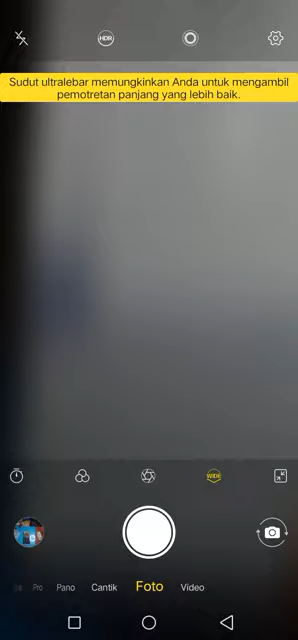 HDR
Sudut ultralebar memungkinkan Anda untuk mengambil
pemotretan panjang yang lebih baik.
WIDE
Pro Pano Cantik Foto Video